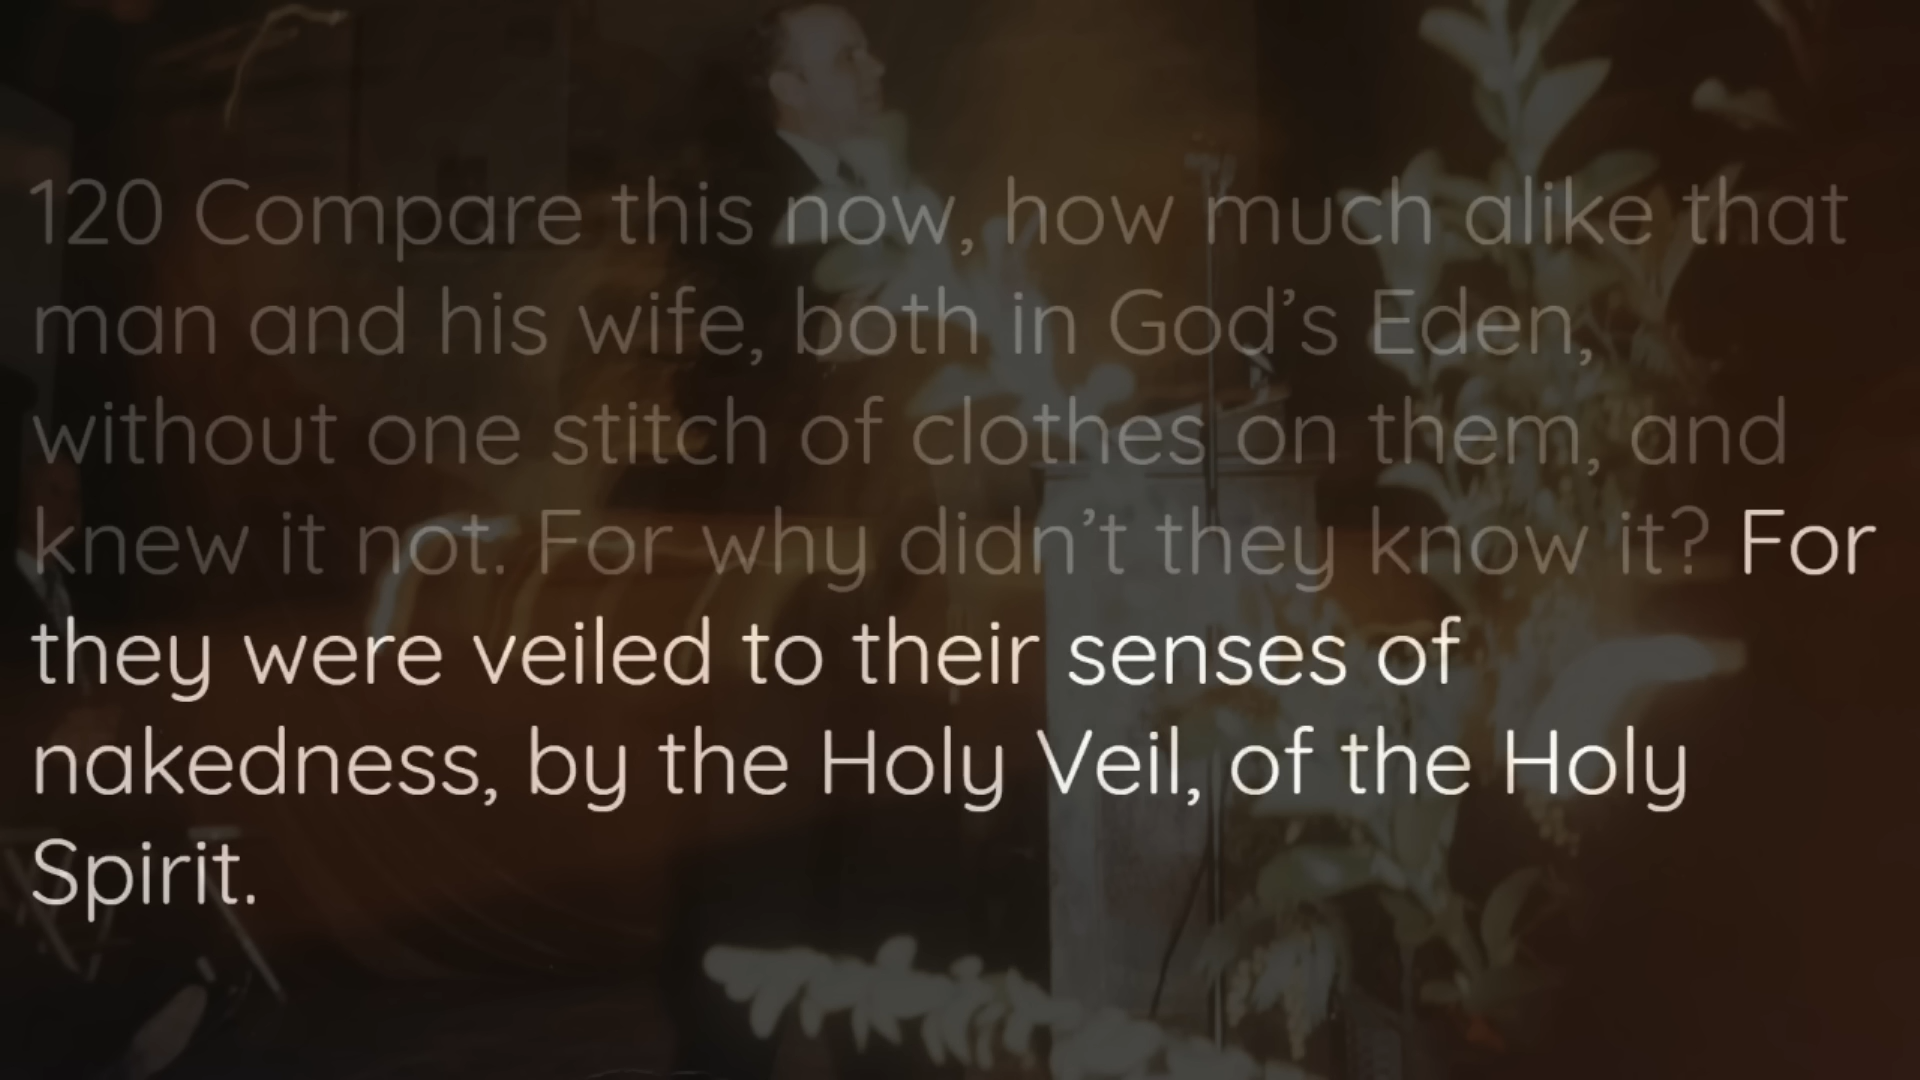 120 Compare this now, how much alike that
man and his wife, both in God’s Eden,
without one stitch of clothes on them, and
knew it not. For why didn’t they know it? For
they were veiled to their senses of
nakedness, by the Holy Veil, of the Holy
Spirit.